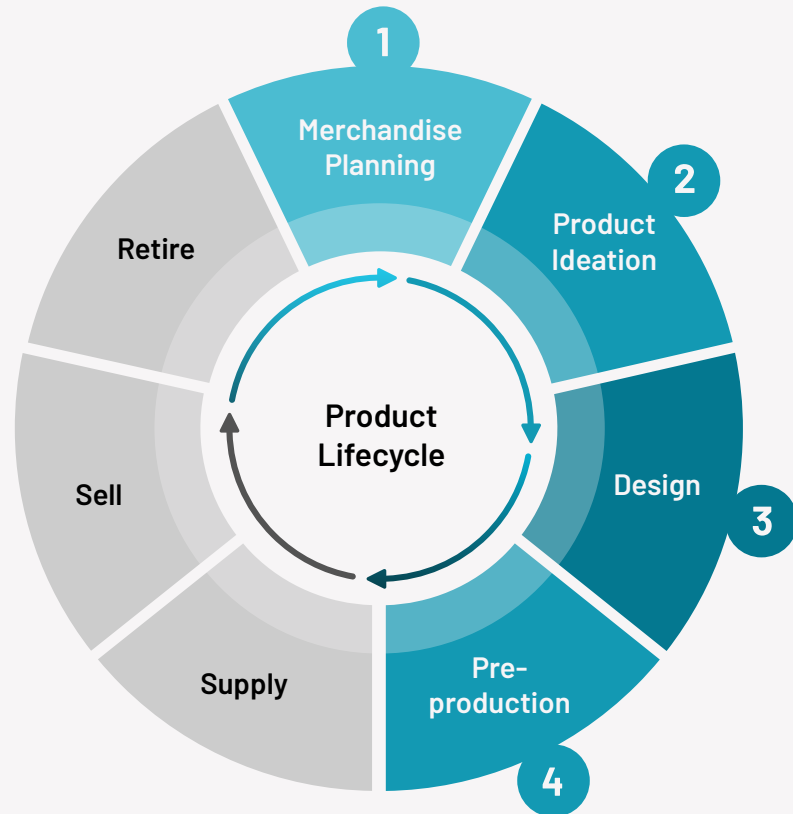 1
Merchandise
Planning
2
Product
Ideation
Design
3
Pre-
production
4
Supply
Sell
Retire
Product
Lifecycle